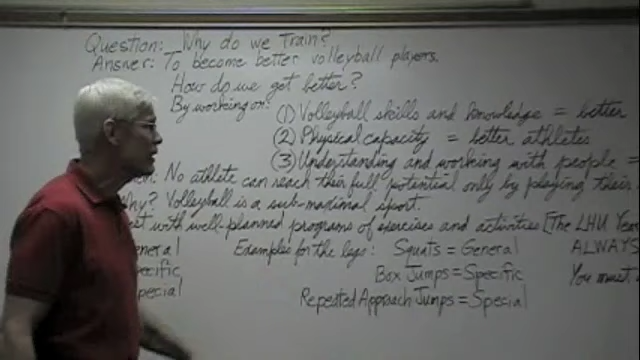 Question: Why do we Train?
Answer: To become better volleyball players.
How do we get better?
By working on: (1) Volleyball skills and knowledge = better
(2) Physical capacity = better athletes
(3) Understanding and working with people =
No athlete can reach their full potential only by playing their
Why? Volleyball is a sub-maximal sport.
with well-planned programs of exercises and activities [The LHU Year
General Examples for the legs: Squats = General ALWAYS
Specific Box Jumps = Specific You must
Special Repeated Approach Jumps = Special